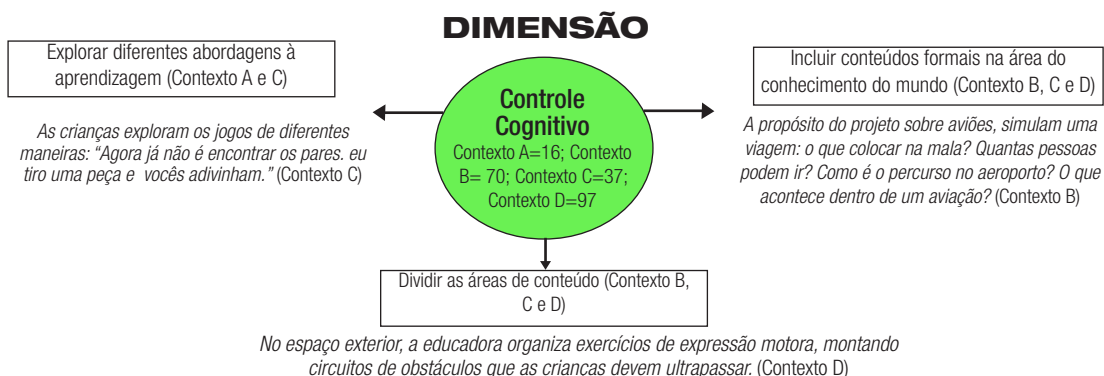 DIMENSÃO
Explorar diferentes abordagens à
aprendizagem (Contexto A e C)
As crianças exploram os jogos de diferentes
maneiras: “Agora já não é encontrar os pares. eu
tiro uma peça e vocês adivinham.” (Contexto C)
Controle
Cognitivo
Contexto A=16; Contexto
B= 70; Contexto C=37;
Contexto D=97
Incluir conteúdos formais na área do
conhecimento do mundo (Contexto B, C e D)
A propósito do projeto sobre aviões, simulam uma
viagem: o que colocar na mala? Quantas pessoas
podem ir? Como é o percurso no aeroporto? O que
acontece dentro de um aviação? (Contexto B)
Dividir as áreas de conteúdo (Contexto B,
C e D)
No espaço exterior, a educadora organiza exercícios de expressão motora, montando
circuitos de obstáculos que as crianças devem ultrapassar. (Contexto D)